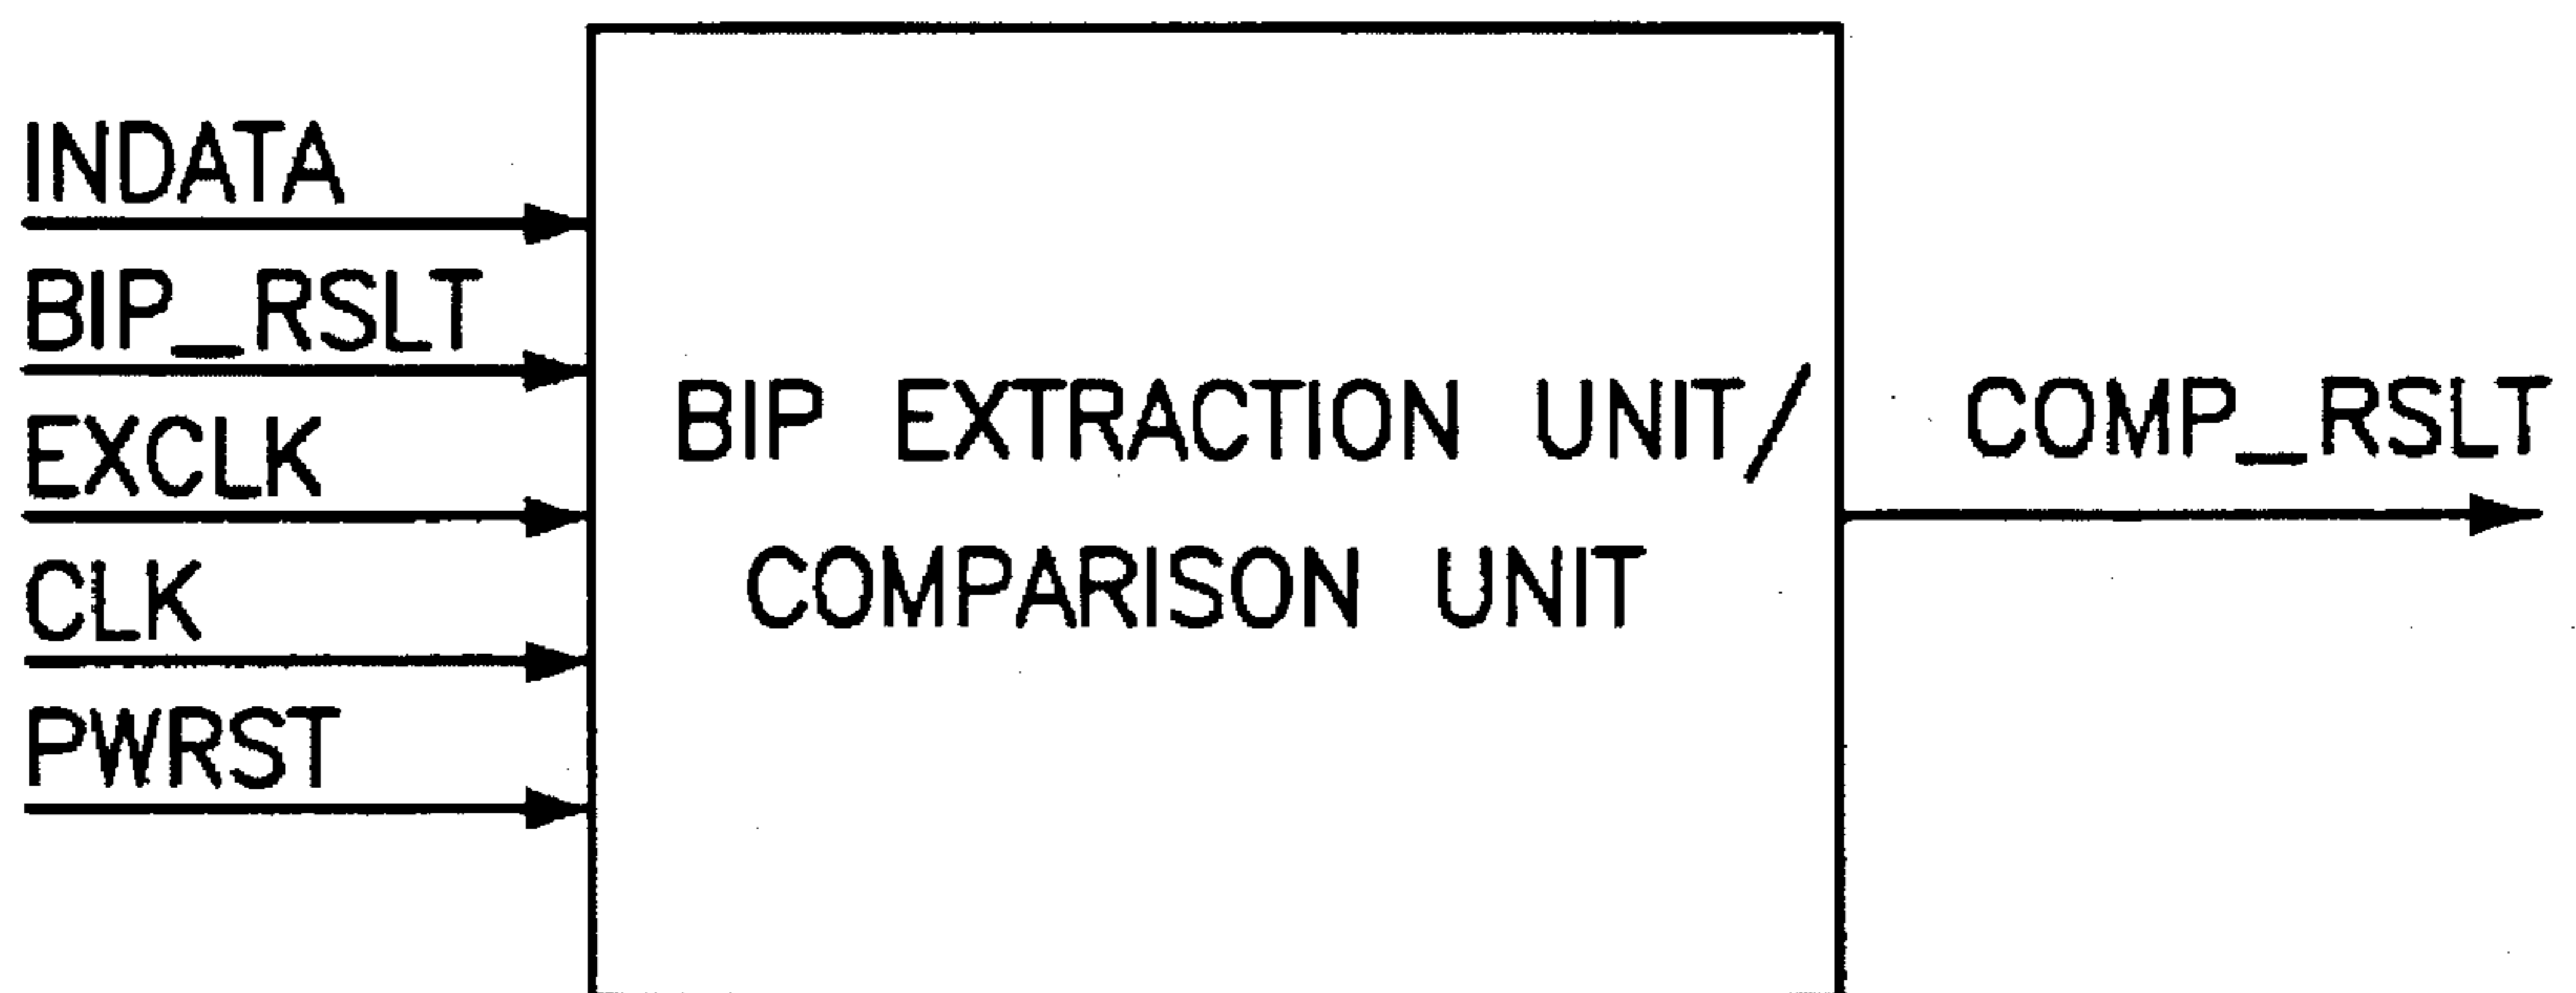 INDATA
BIP_RSLT
EXCLK
CLK
PWRST
BIP EXTRACTION UNIT/
COMPARISON UNIT
COMP_RSLT